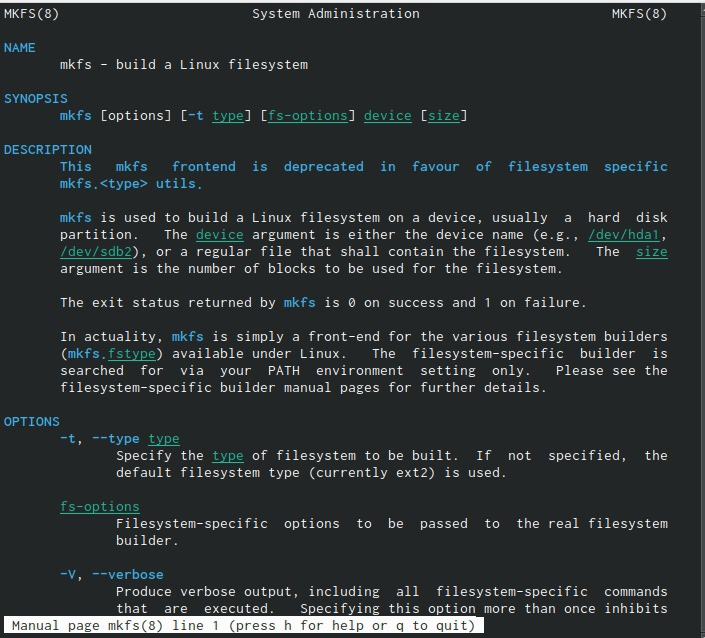 MKFS(8) System Administration MKFS(8)
NAME
mkfs - build a Linux filesystem
SYNOPSIS
mkfs [options] [-t type] [fs-options] device [size]
DESCRIPTION
This mkfs frontend is deprecated in favour of filesystem specific
mkfs.<type> utils.
mkfs is used to build a Linux filesystem on a device, usually a hard disk
partition. The device argument is either the device name (e.g., /dev/hda1,
/dev/sdb2), or a regular file that shall contain the filesystem. The size
argument is the number of blocks to be used for the filesystem.
The exit status returned by mkfs is 0 on success and 1 on failure.
In actuality, mkfs is simply a front-end for the various filesystem builders
(mkfs.fstype) available under Linux. The filesystem-specific builder is
searched for via your PATH environment setting only. Please see the
filesystem-specific builder manual pages for further details.
OPTIONS
-t, --type type
Specify the type of filesystem to be built. If not specified, the
default filesystem type (currently ext2) is used.
fs-options
Filesystem-specific options to be passed to the real filesystem
builder.
-V, --verbose
Produce verbose output, including all filesystem-specific commands
that are executed. Specifying this option more than once inhibits
Manual page mkfs(8) line 1 (press h for help or q to quit)